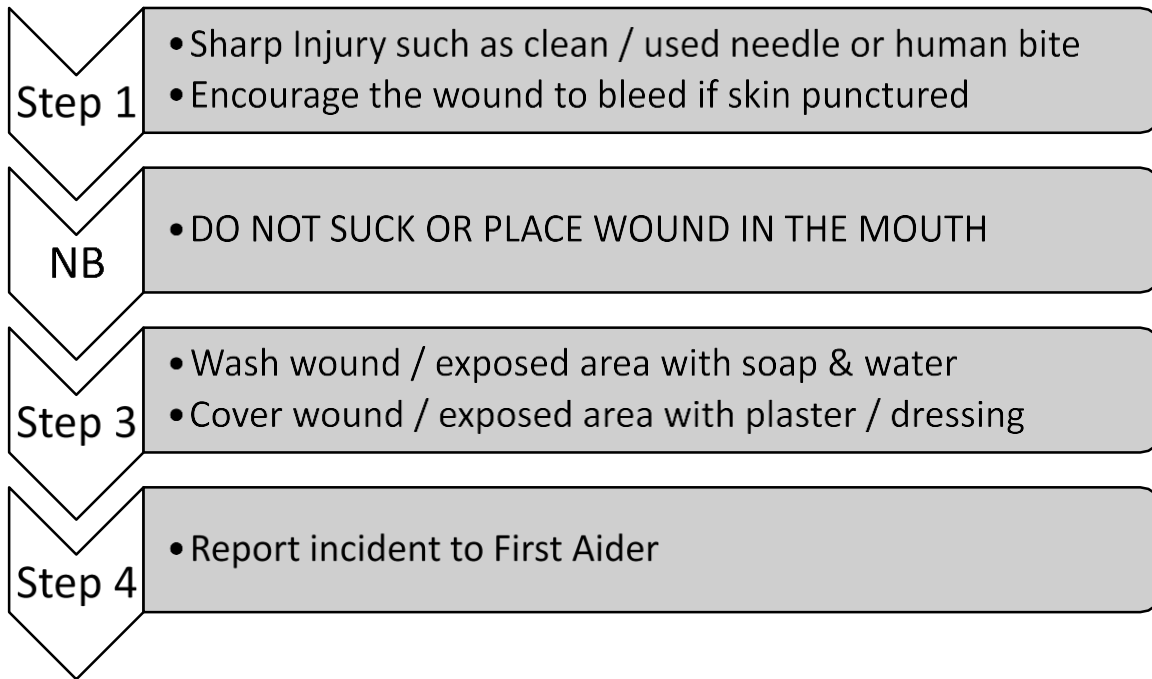 Step 1
• Sharp Injury such as clean / used needle or human bite
• Encourage the wound to bleed if skin punctured
NB
• DO NOT SUCK OR PLACE WOUND IN THE MOUTH
Step 3
• Wash wound / exposed area with soap & water
• Cover wound / exposed area with plaster / dressing
Step 4
• Report incident to First Aider